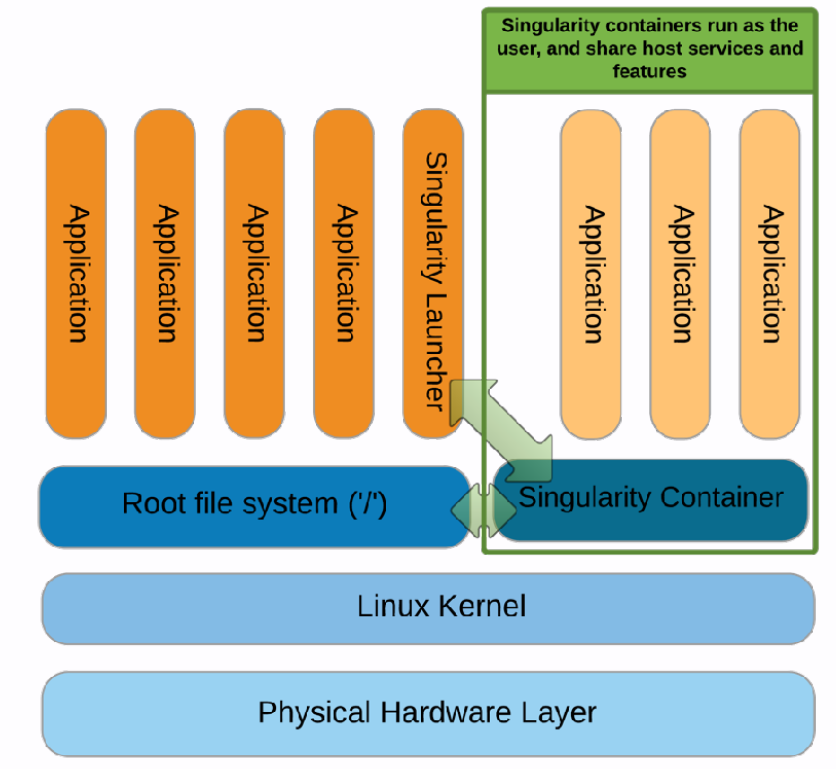 Singularity containers run as the
user, and share host services and
features
Application
Application
Application
Application
Singularity Launcher
Application
Application
Application
Root file system ('/')
Singularity Container
Linux Kernel
Physical Hardware Layer